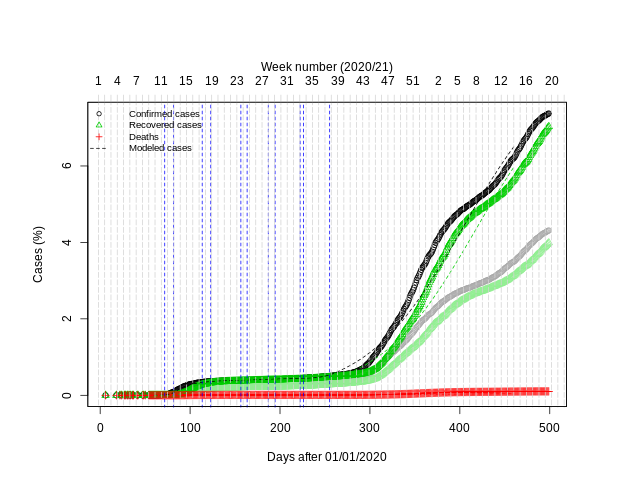 Week number (2020/21)
1 4 7 11 15 19 23 27 31 35 39 43 47 51 2 5 8 12 16 20
Confirmed cases
Recovered cases
Deaths
Modeled cases
Cases (%)
6
4
2
0
0 100 200 300 400 500
Days after 01/01/2020